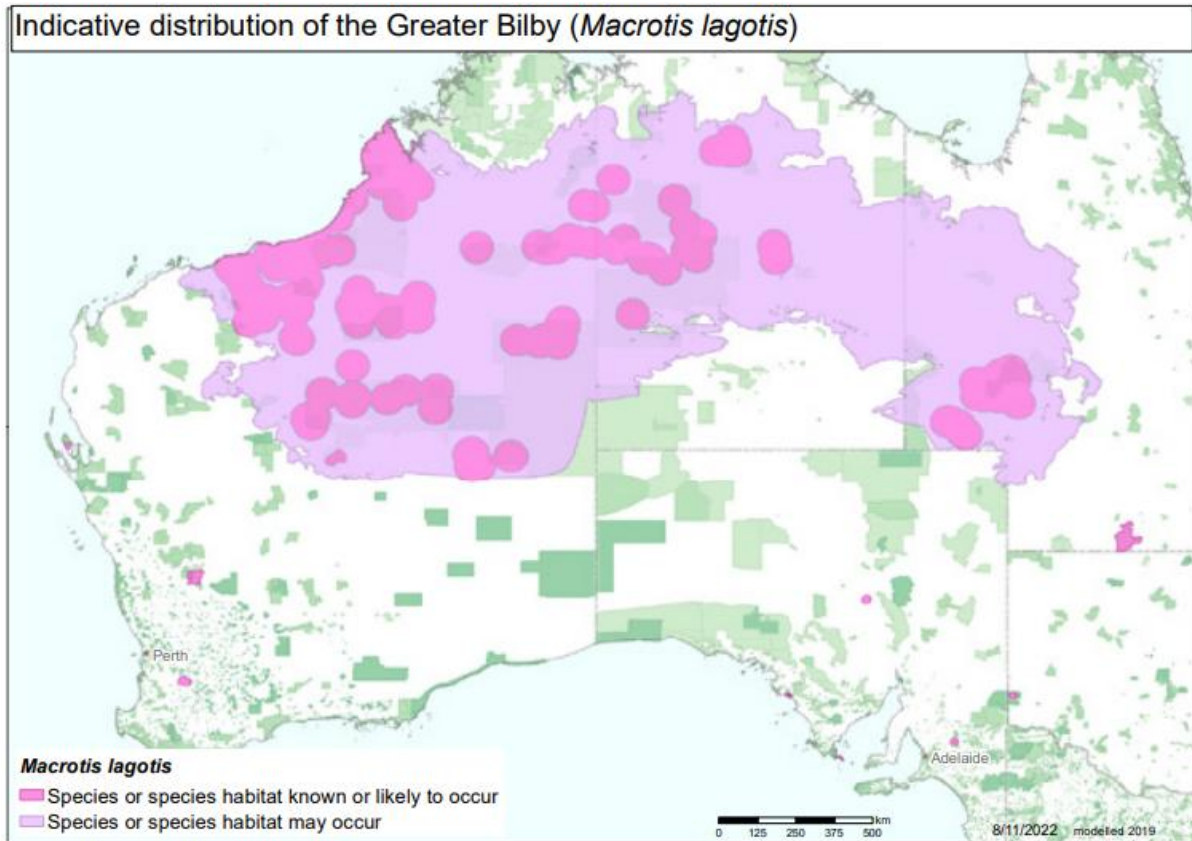 Indicative distribution of the Greater Bilby (Macrotis lagotis)
Perth
Adelaide
Macrotis lagotis
Species or species habitat known or likely to occur
Species or species habitat may occur
km
0 125 250 375 500
8/11/2022 modelled 2019